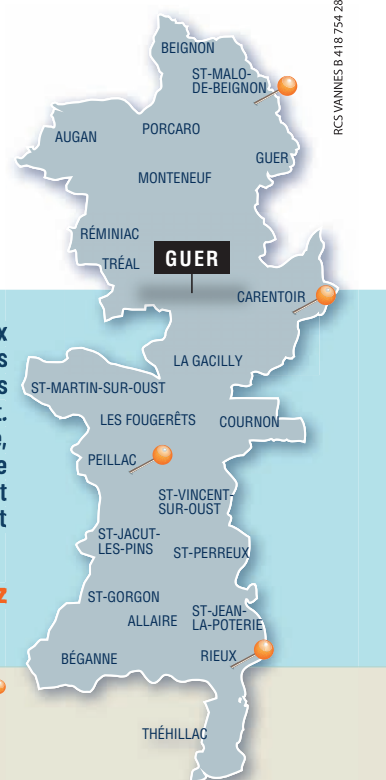 RCS VANNES B 418 754 28
BEIGNON
ST-MALO-
DE-BEIGNON
PORCARO
AUGAN
GUER
MONTENEUF
RÉMINIAC
GUER
TRÉAL
CARENTOIR
x
s
LA GACILLY
s
ST-MARTIN-SUR-OUST
t.
LES FOUGERÊTS
COURNON
e,
e
PEILLAC
t
ST-VINCENT-
SUR-OUST
t
ST-JACUT-
LES-PINS
ST-PERREUX
z
ST-GORGON
ST-JEAN-
LA-POTERIE
ALLAIRE
BÉGANNE
RIEUX
THÉHILLAC